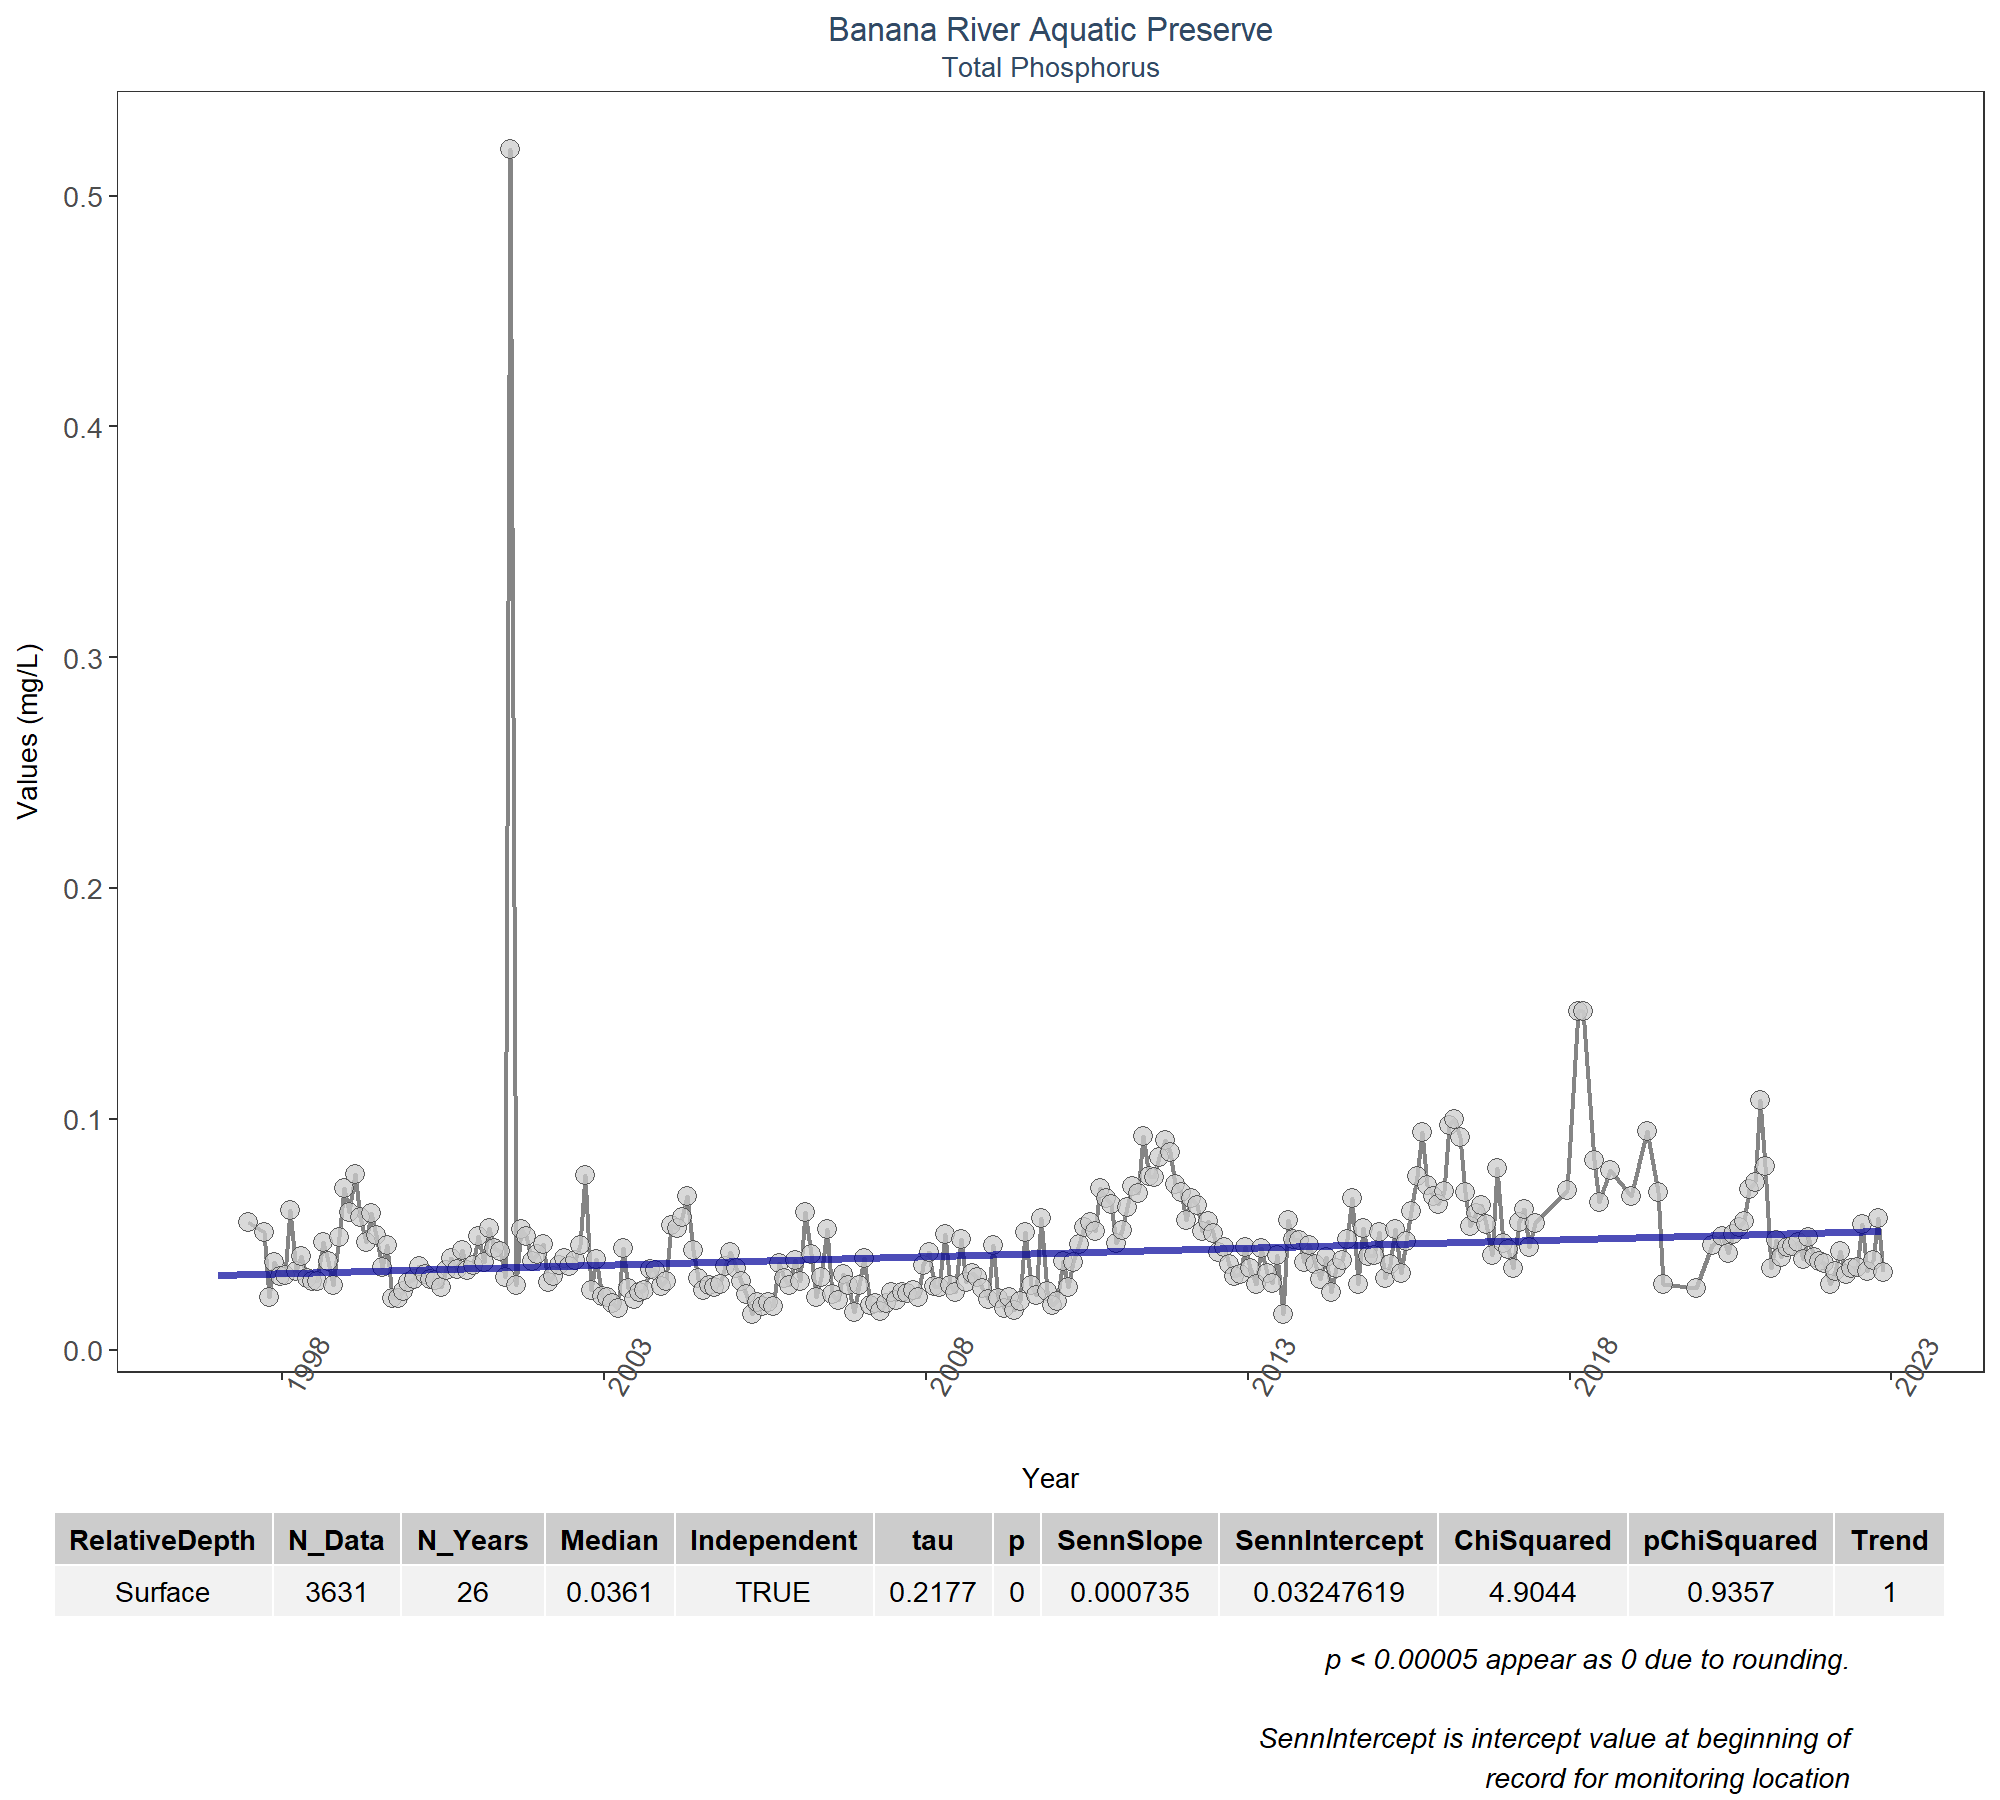 Banana River Aquatic Preserve
Total Phosphorus
Values (mg/L)
0.5
0.4
0.3
0.2
0.1
0.0
1998 2003 2008 2013 2018 2023
Year
RelativeDepth N_Data N_Years Median Independent tau p SennSlope SennIntercept ChiSquared pChiSquared Trend
Surface 3631 26 0.0361 TRUE 0.2177 0 0.000735 0.03247619 4.9044 0.9357 1
p < 0.00005 appear as 0 due to rounding.
SennIntercept is intercept value at beginning of
record for monitoring location